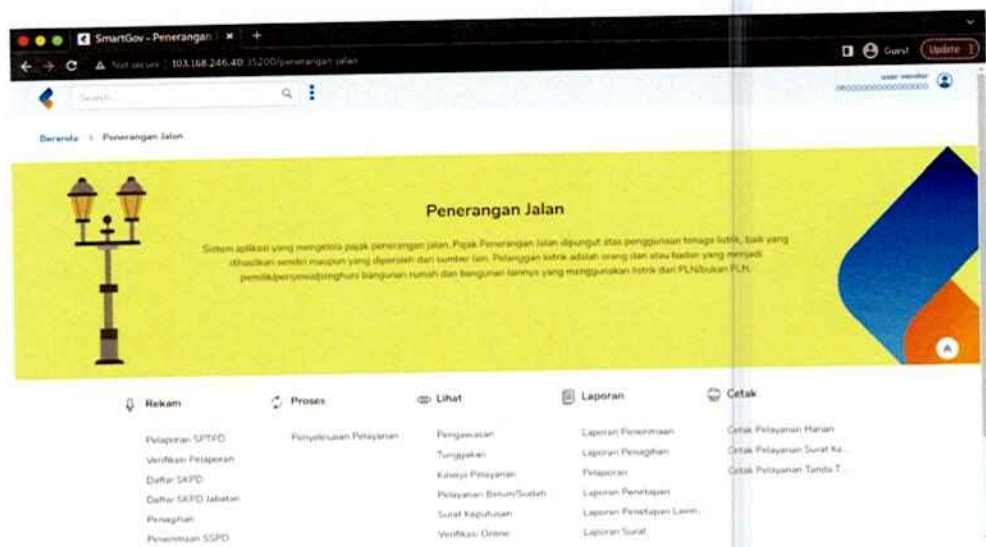 SmartGov - Penerangan
Not secure 103.168.246.40:35200/penerangan-jalan
Guest
Update
Search...
user vendor
Beranda > Penerangan Jalan
Penerangan Jalan
Sistem aplikasi yang mengelola pajak penerangan jalan. Pajak Penerangan Jalan dipungut atas penggunaan tenaga listrik, baik yang
dihasilkan sendiri maupun yang diperoleh dari sumber lain. Pelanggan listrik adalah orang dan atau badan yang menjadi
pemilik/penyewa/penghuni bangunan rumah dan bangunan lainnya yang menggunakan listrik dari PLN/bukan PLN.
Rekam
Pelaporan SPTPD
Verifikasi Pelaporan
Daftar SKPD
Daftar SKPD Jabatan
Penagihan
Penerimaan SSPD
Proses
Penyelesaian Pelayanan
Lihat
Pengawasan
Tunggakan
Kinerja Pelayanan
Pelayanan Belum/Sudah
Surat Keputusan
Verifikasi Online
Laporan
Laporan Penerimaan
Laporan Penagihan
Pelaporan
Laporan Penetapan
Laporan Penetapan Lainn...
Laporan Surat
Cetak
Cetak Pelayanan Harian
Cetak Pelayanan Surat Ke...
Cetak Pelayanan Tanda T...